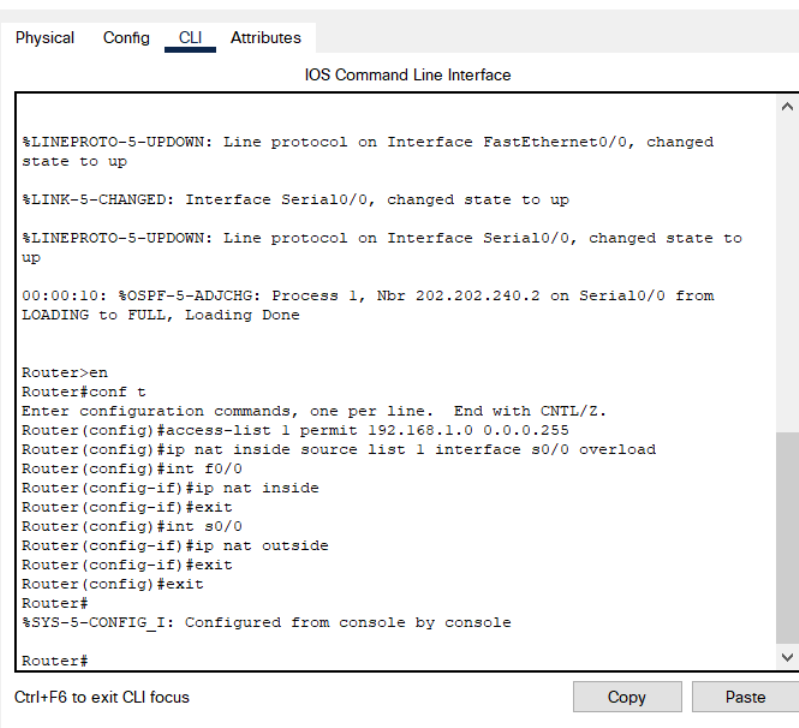 Physical Config CLI Attributes
IOS Command Line Interface
%LINEPROTO-5-UPDOWN: Line protocol on Interface FastEthernet0/0, changed
state to up
%LINK-5-CHANGED: Interface Serial0/0, changed state to up
%LINEPROTO-5-UPDOWN: Line protocol on Interface Serial0/0, changed state to
up
00:00:10: %OSPF-5-ADJCHG: Process 1, Nbr 202.202.240.2 on Serial0/0 from
LOADING to FULL, Loading Done
Router>en
Router#conf t
Enter configuration commands, one per line.  End with CNTL/Z.
Router(config)#access-list 1 permit 192.168.1.0 0.0.0.255
Router(config)#ip nat inside source list 1 interface s0/0 overload
Router(config)#int f0/0
Router(config-if)#ip nat inside
Router(config-if)#exit
Router(config)#int s0/0
Router(config-if)#ip nat outside
Router(config-if)#exit
Router(config)#exit
Router#
%SYS-5-CONFIG_I: Configured from console by console
Router#
Ctrl+F6 to exit CLI focus Copy Paste